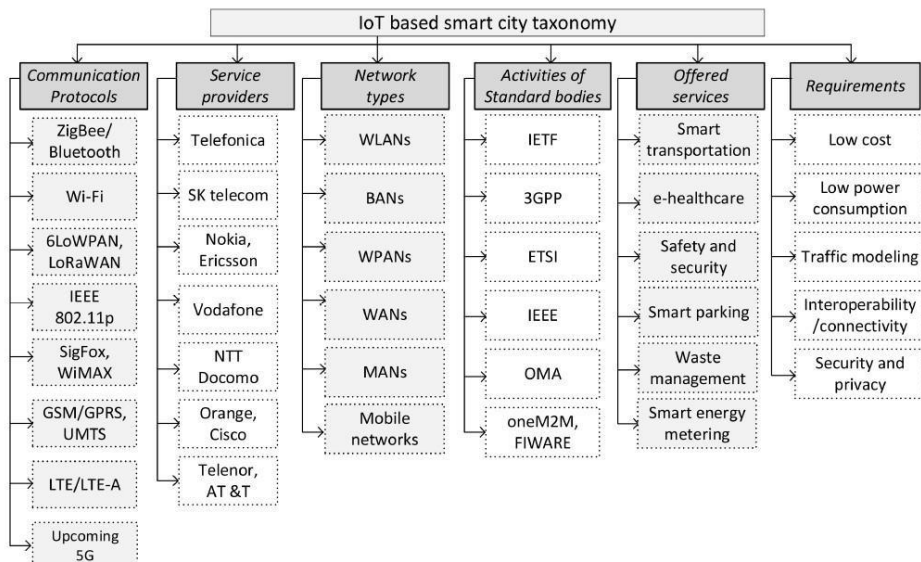 IoT based smart city taxonomy
Communication
Protocols
ZigBee/
Bluetooth
Wi-Fi
6LoWPAN,
LoRaWAN
IEEE
802.11p
SigFox,
WiMAX
GSM/GPRS,
UMTS
LTE/LTE-A
Upcoming
5G
Service
providers
Telefonica
SK telecom
Nokia,
Ericsson
Vodafone
NTT
Docomo
Orange,
Cisco
Telenor,
AT &T
Network
types
WLANs
BANs
WPANs
WANs
MANs
Mobile
networks
Activities of
Standard bodies
IETF
3GPP
ETSI
IEEE
OMA
oneM2M,
FIWARE
Offered
services
Smart
transportation
e-healthcare
Safety and
security
Smart parking
Waste
management
Smart energy
metering
Requirements
Low cost
Low power
consumption
Traffic modeling
Interoperability
/connectivity
Security and
privacy